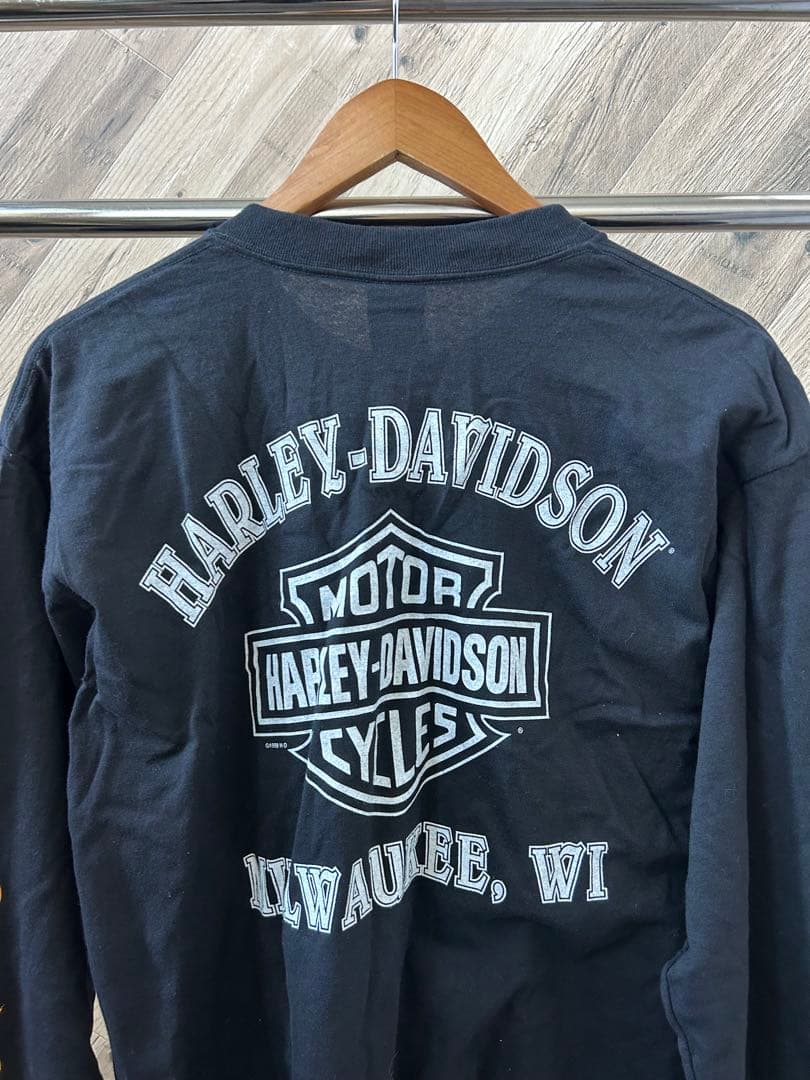 HARLEY-DAVIDSON®
MOTOR
HARLEY-DAVIDSON
CYCLES
®
MILWAUKEE, WI